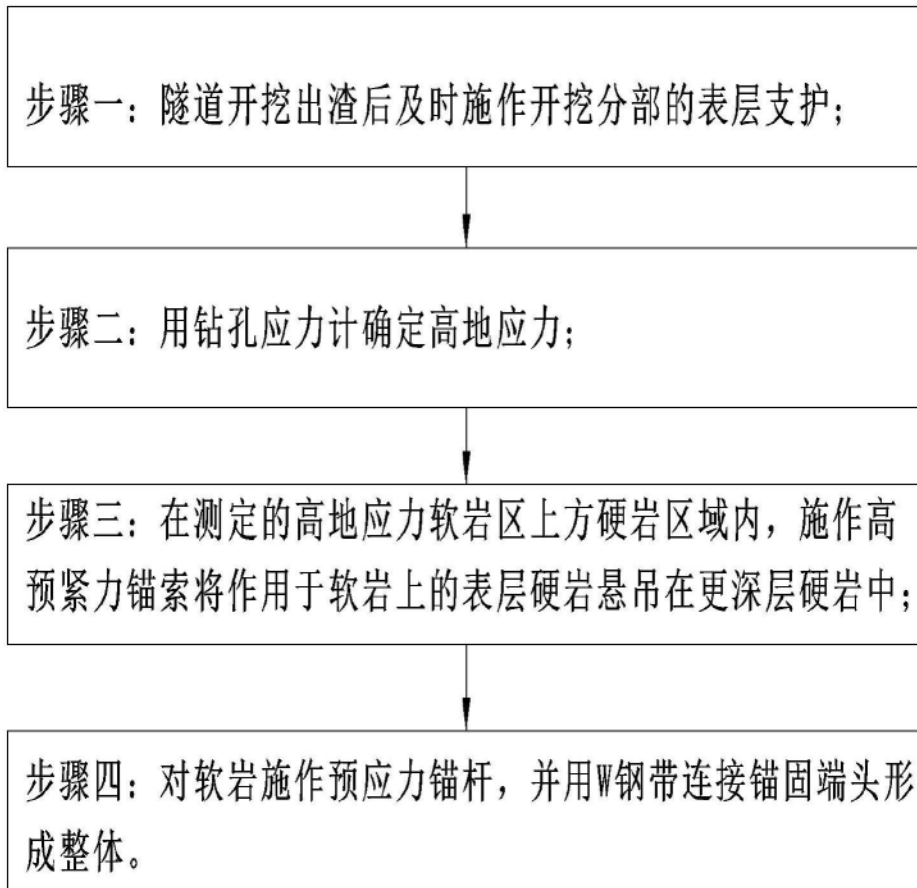 步骤一：隧道开挖出渣后及时施作开挖分部的表层支护；
步骤二：用钻孔应力计确定高地应力；
步骤三：在测定的高地应力软岩区上方硬岩区域内，施作高
预紧力锚索将作用于软岩上的表层硬岩悬吊在更深层硬岩中；
步骤四：对软岩施作预应力锚杆，并用W钢带连接锚固端头形
成整体。